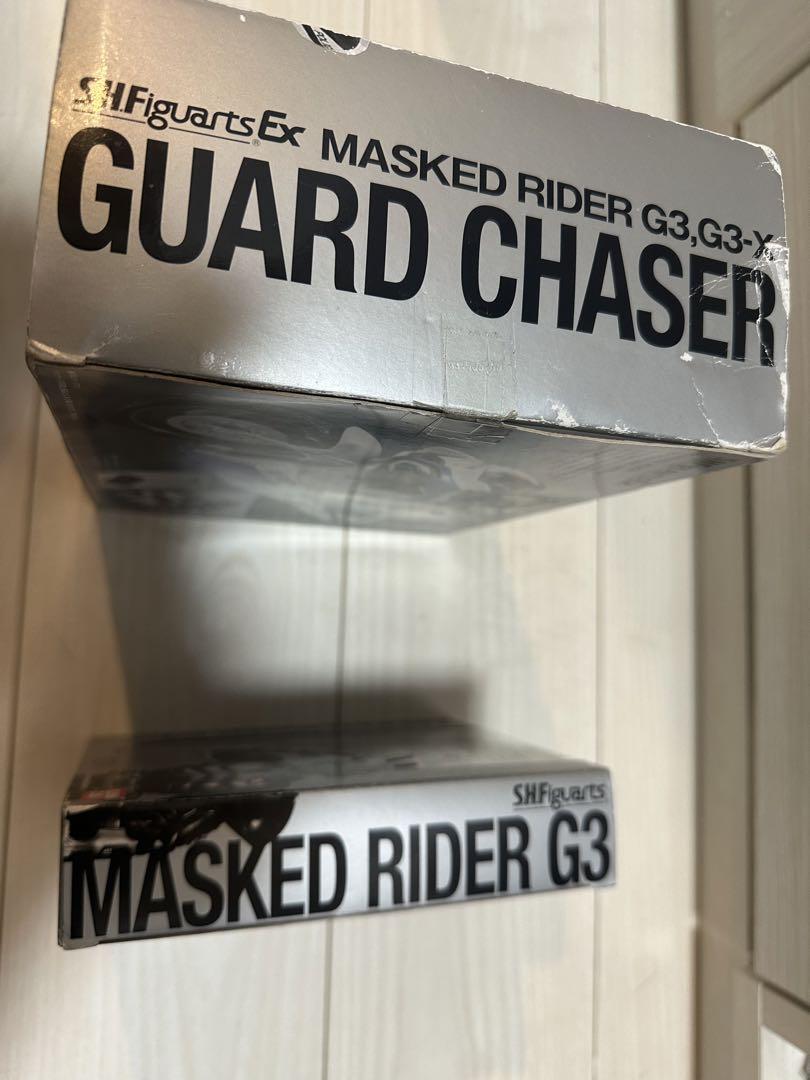 S.H.Figuarts EX MASKED RIDER G3,G3-X
GUARD CHASER
S.H.Figuarts
MASKED RIDER G3